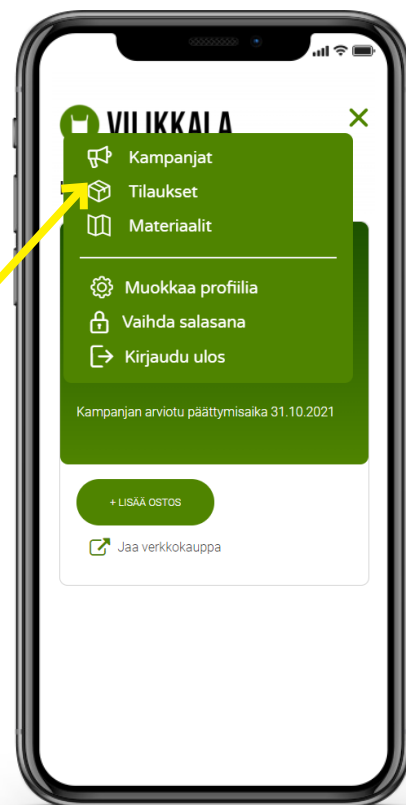 VILIKKALA
Kampanjat
Tilaukset
Materiaalit
Muokkaa profiilia
Vaihda salasana
Kirjaudu ulos
Kampanjan arviotu päättymisaika 31.10.2021
+ LISÄÄ OSTOS
Jaa verkkokauppa